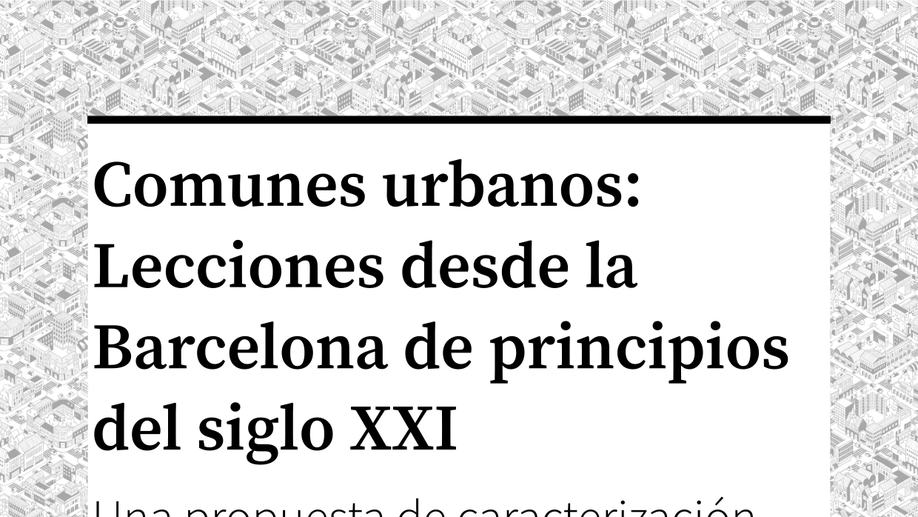 Comunes urbanos:
Lecciones desde la
Barcelona de principios
del siglo XXI
Una propuesta de caracterización